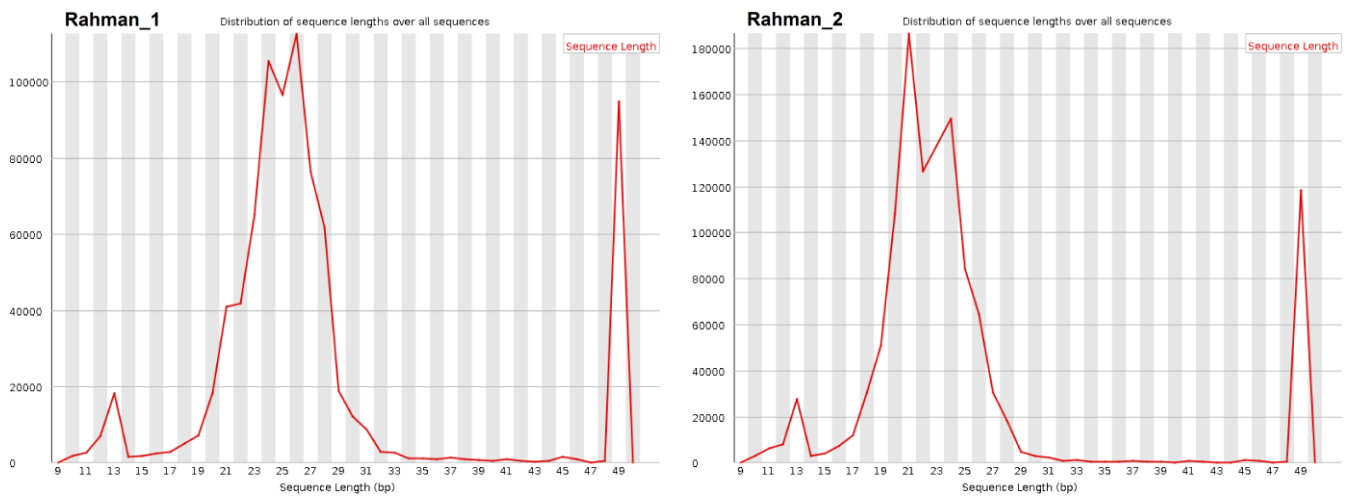 Rahman_1
Distribution of sequence lengths over all sequences
Sequence Length
100000
80000
60000
40000
20000
0
9 11 13 15 17 19 21 23 25 27 29 31 33 35 37 39 41 43 45 47 49
Sequence Length (bp)
Rahman_2
Distribution of sequence lengths over all sequences
Sequence Length
180000
160000
140000
120000
100000
80000
60000
40000
20000
0
9 11 13 15 17 19 21 23 25 27 29 31 33 35 37 39 41 43 45 47 49
Sequence Length (bp)